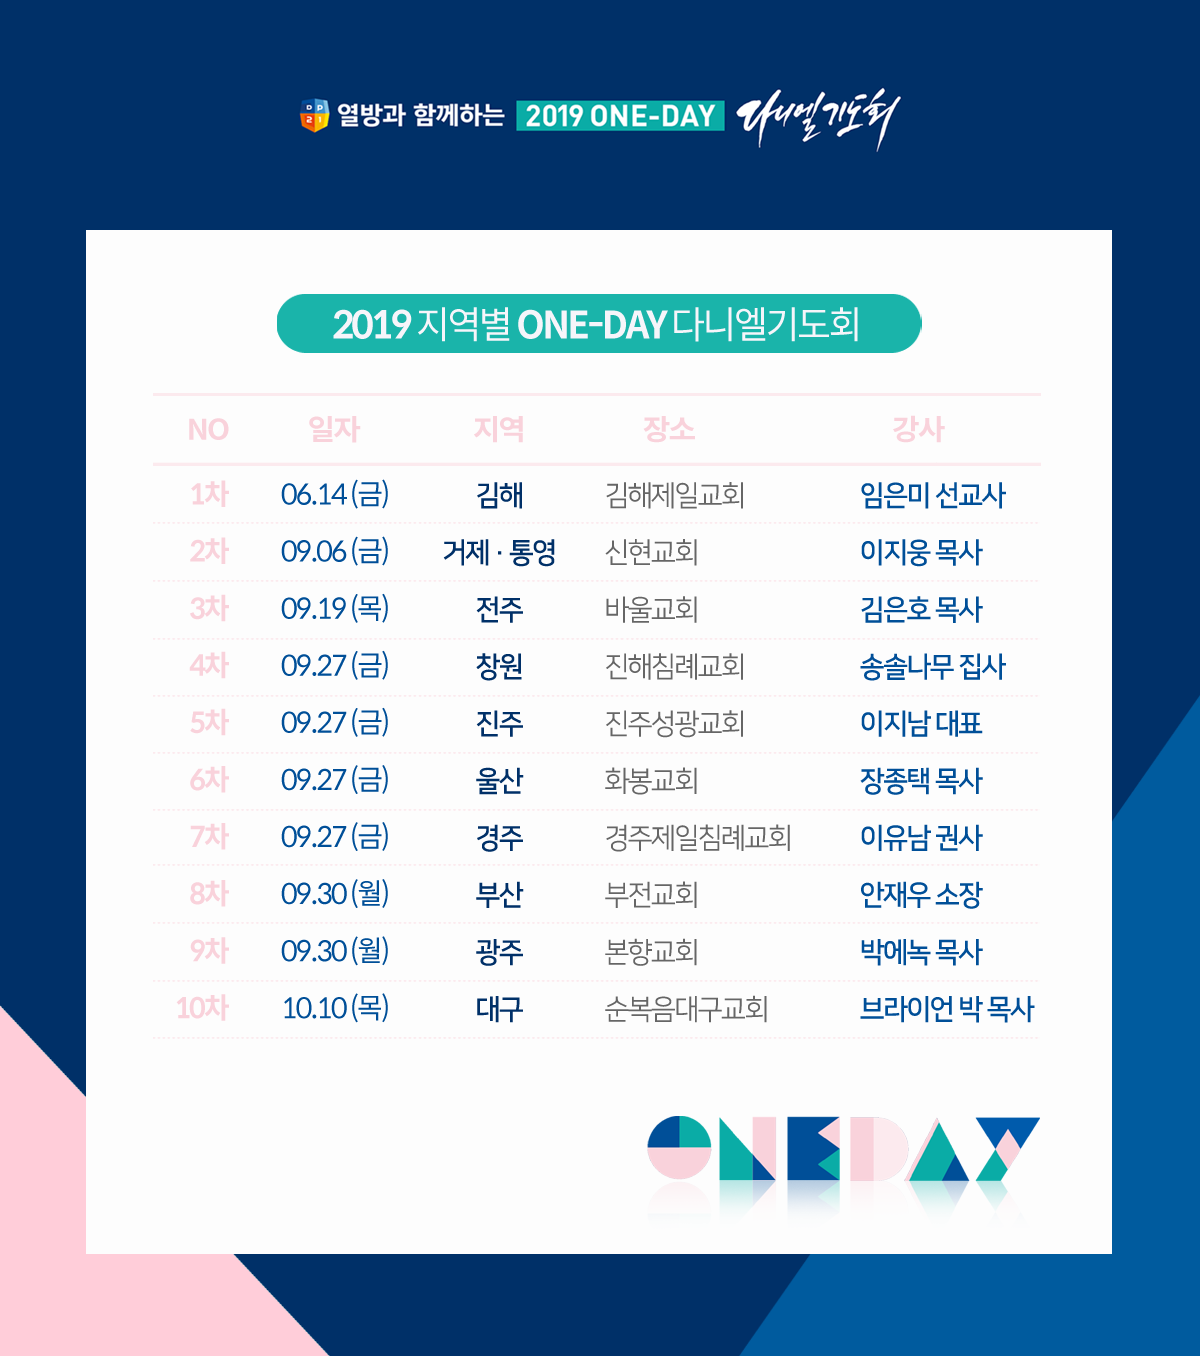 DP21 열방과 함께하는 2019 ONE-DAY 다니엘기도회
2019 지역별 ONE-DAY 다니엘기도회
NO 일자 지역 장소 강사
1차 06.14 (금) 김해 김해제일교회 임은미 선교사
2차 09.06 (금) 거제 · 통영 신현교회 이지웅 목사
3차 09.19 (목) 전주 바울교회 김은호 목사
4차 09.27 (금) 창원 진해침례교회 송솔나무 집사
5차 09.27 (금) 진주 진주성광교회 이지남 대표
6차 09.27 (금) 울산 화봉교회 장종택 목사
7차 09.27 (금) 경주 경주제일침례교회 이유남 권사
8차 09.30 (월) 부산 부전교회 안재우 소장
9차 09.30 (월) 광주 본향교회 박에녹 목사
10차 10.10 (목) 대구 순복음대구교회 브라이언 박 목사
ONEDAY